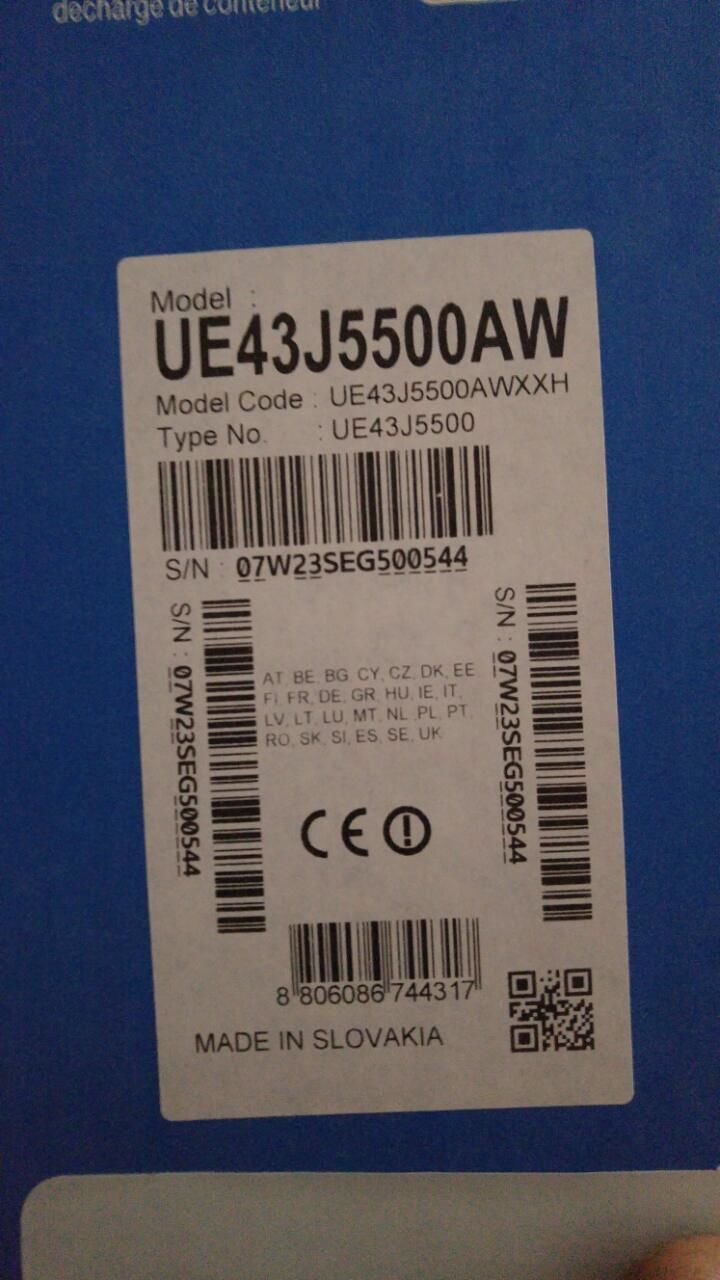 décharge de conteneur
Model :
UE43J5500AW
Model Code : UE43J5500AWXXH
Type No. : UE43J5500
S/N : 07W23SEG500544
S/N : 07W23SEG500544
S/N : 07W23SEG500544
AT, BE, BG, CY, CZ, DK, EE
FI, FR, DE, GR, HU, IE, IT,
LV, LT, LU, MT, NL, PL, PT,
RO, SK, SI, ES, SE, UK
CE
8 806086 744317
MADE IN SLOVAKIA